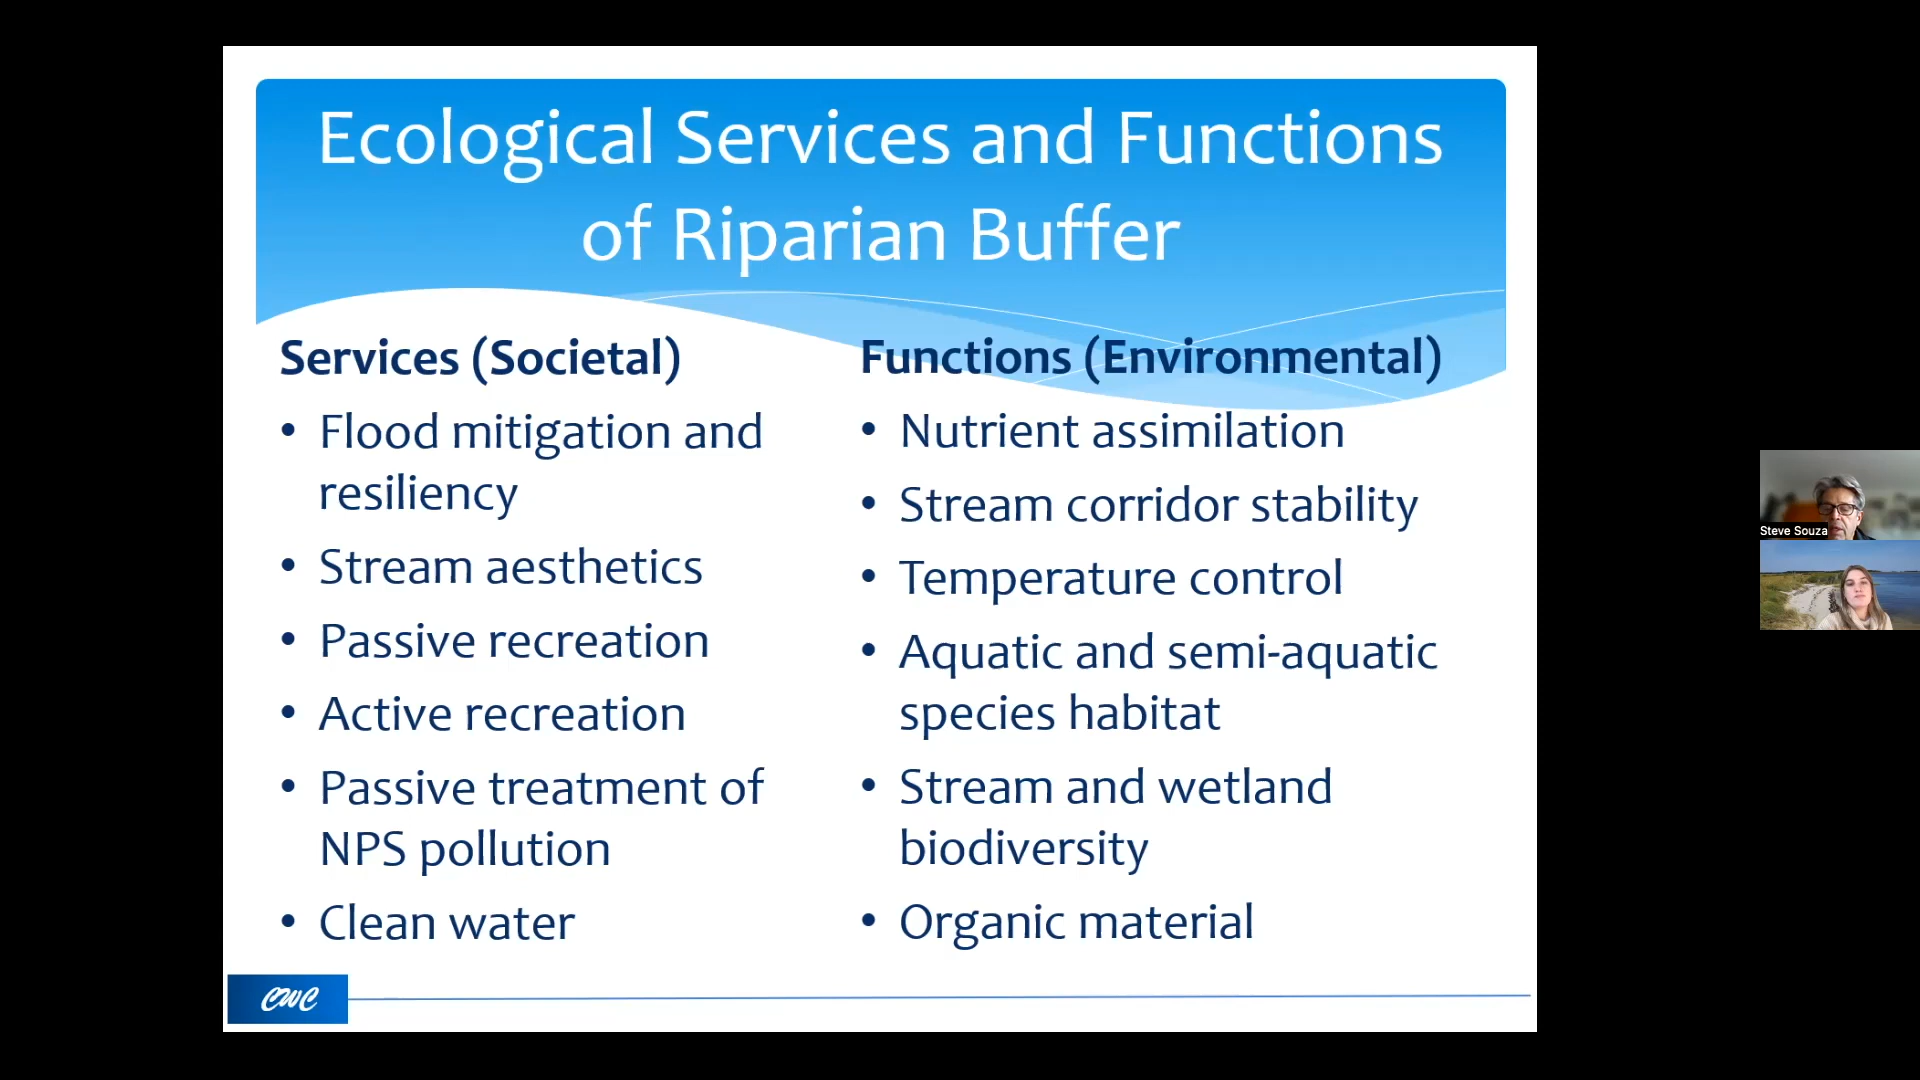 Ecological Services and Functions
of Riparian Buffer
Services (Societal)
• Flood mitigation and
resiliency
• Stream aesthetics
• Passive recreation
• Active recreation
• Passive treatment of
NPS pollution
• Clean water
Functions (Environmental)
• Nutrient assimilation
• Stream corridor stability
• Temperature control
• Aquatic and semi-aquatic
species habitat
• Stream and wetland
biodiversity
• Organic material
CWC
Steve Souza